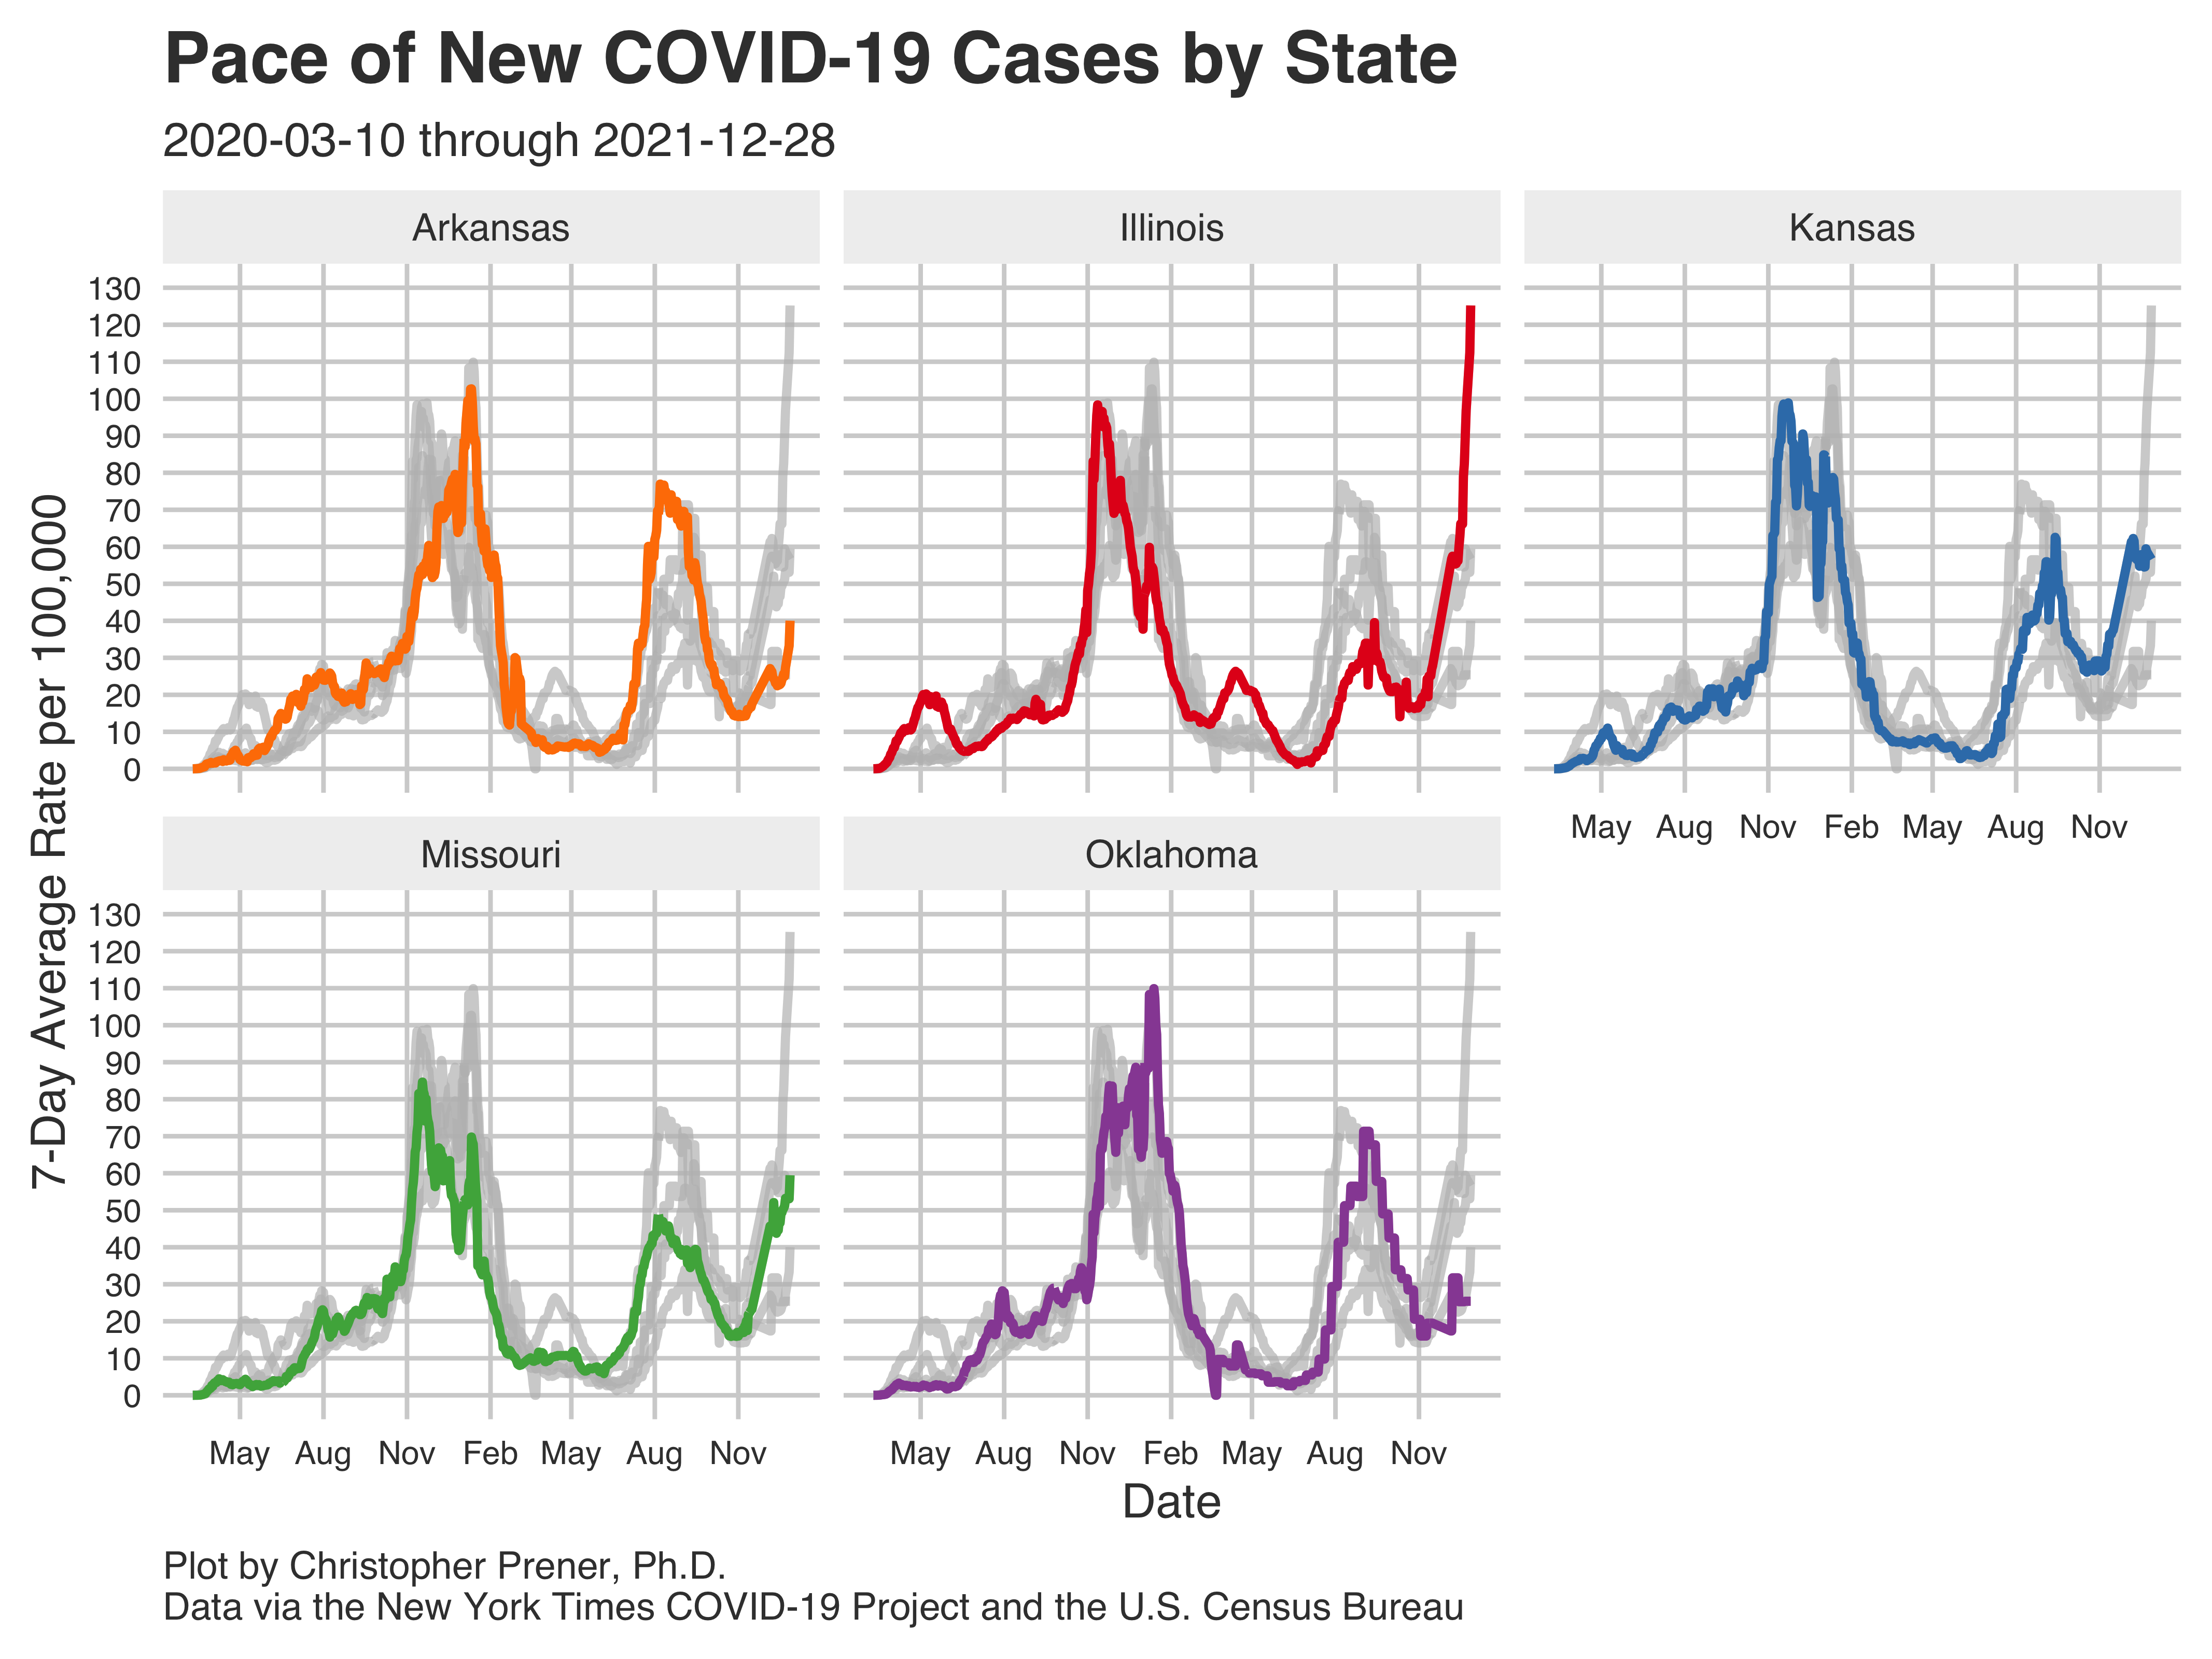 Pace of New COVID-19 Cases by State
2020-03-10 through 2021-12-28
Arkansas
Illinois
Kansas
130
120
110
100
90
80
70
60
50
40
30
20
10
0
May Aug Nov Feb May Aug Nov
Missouri
Oklahoma
130
120
110
100
90
80
70
60
50
40
30
20
10
0
May Aug Nov Feb May Aug Nov
May Aug Nov Feb May Aug Nov
7-Day Average Rate per 100,000
Date
Plot by Christopher Prener, Ph.D.
Data via the New York Times COVID-19 Project and the U.S. Census Bureau